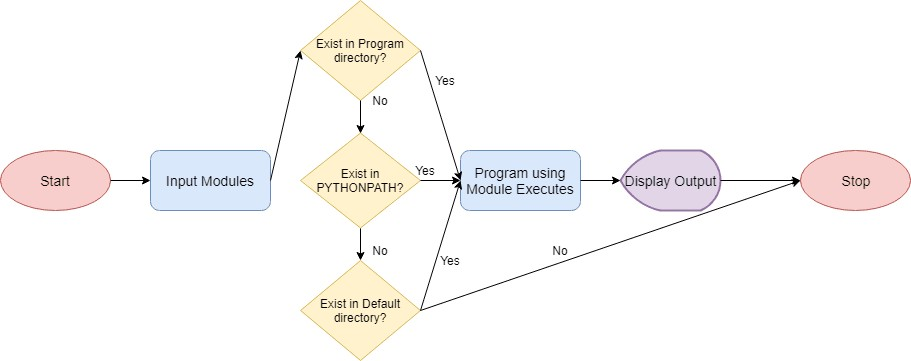 Start
Input Modules
Exist in Program
directory?
Yes
No
Exist in
PYTHONPATH?
Yes
No
Exist in Default
directory?
Yes
No
Program using
Module Executes
Display Output
Stop